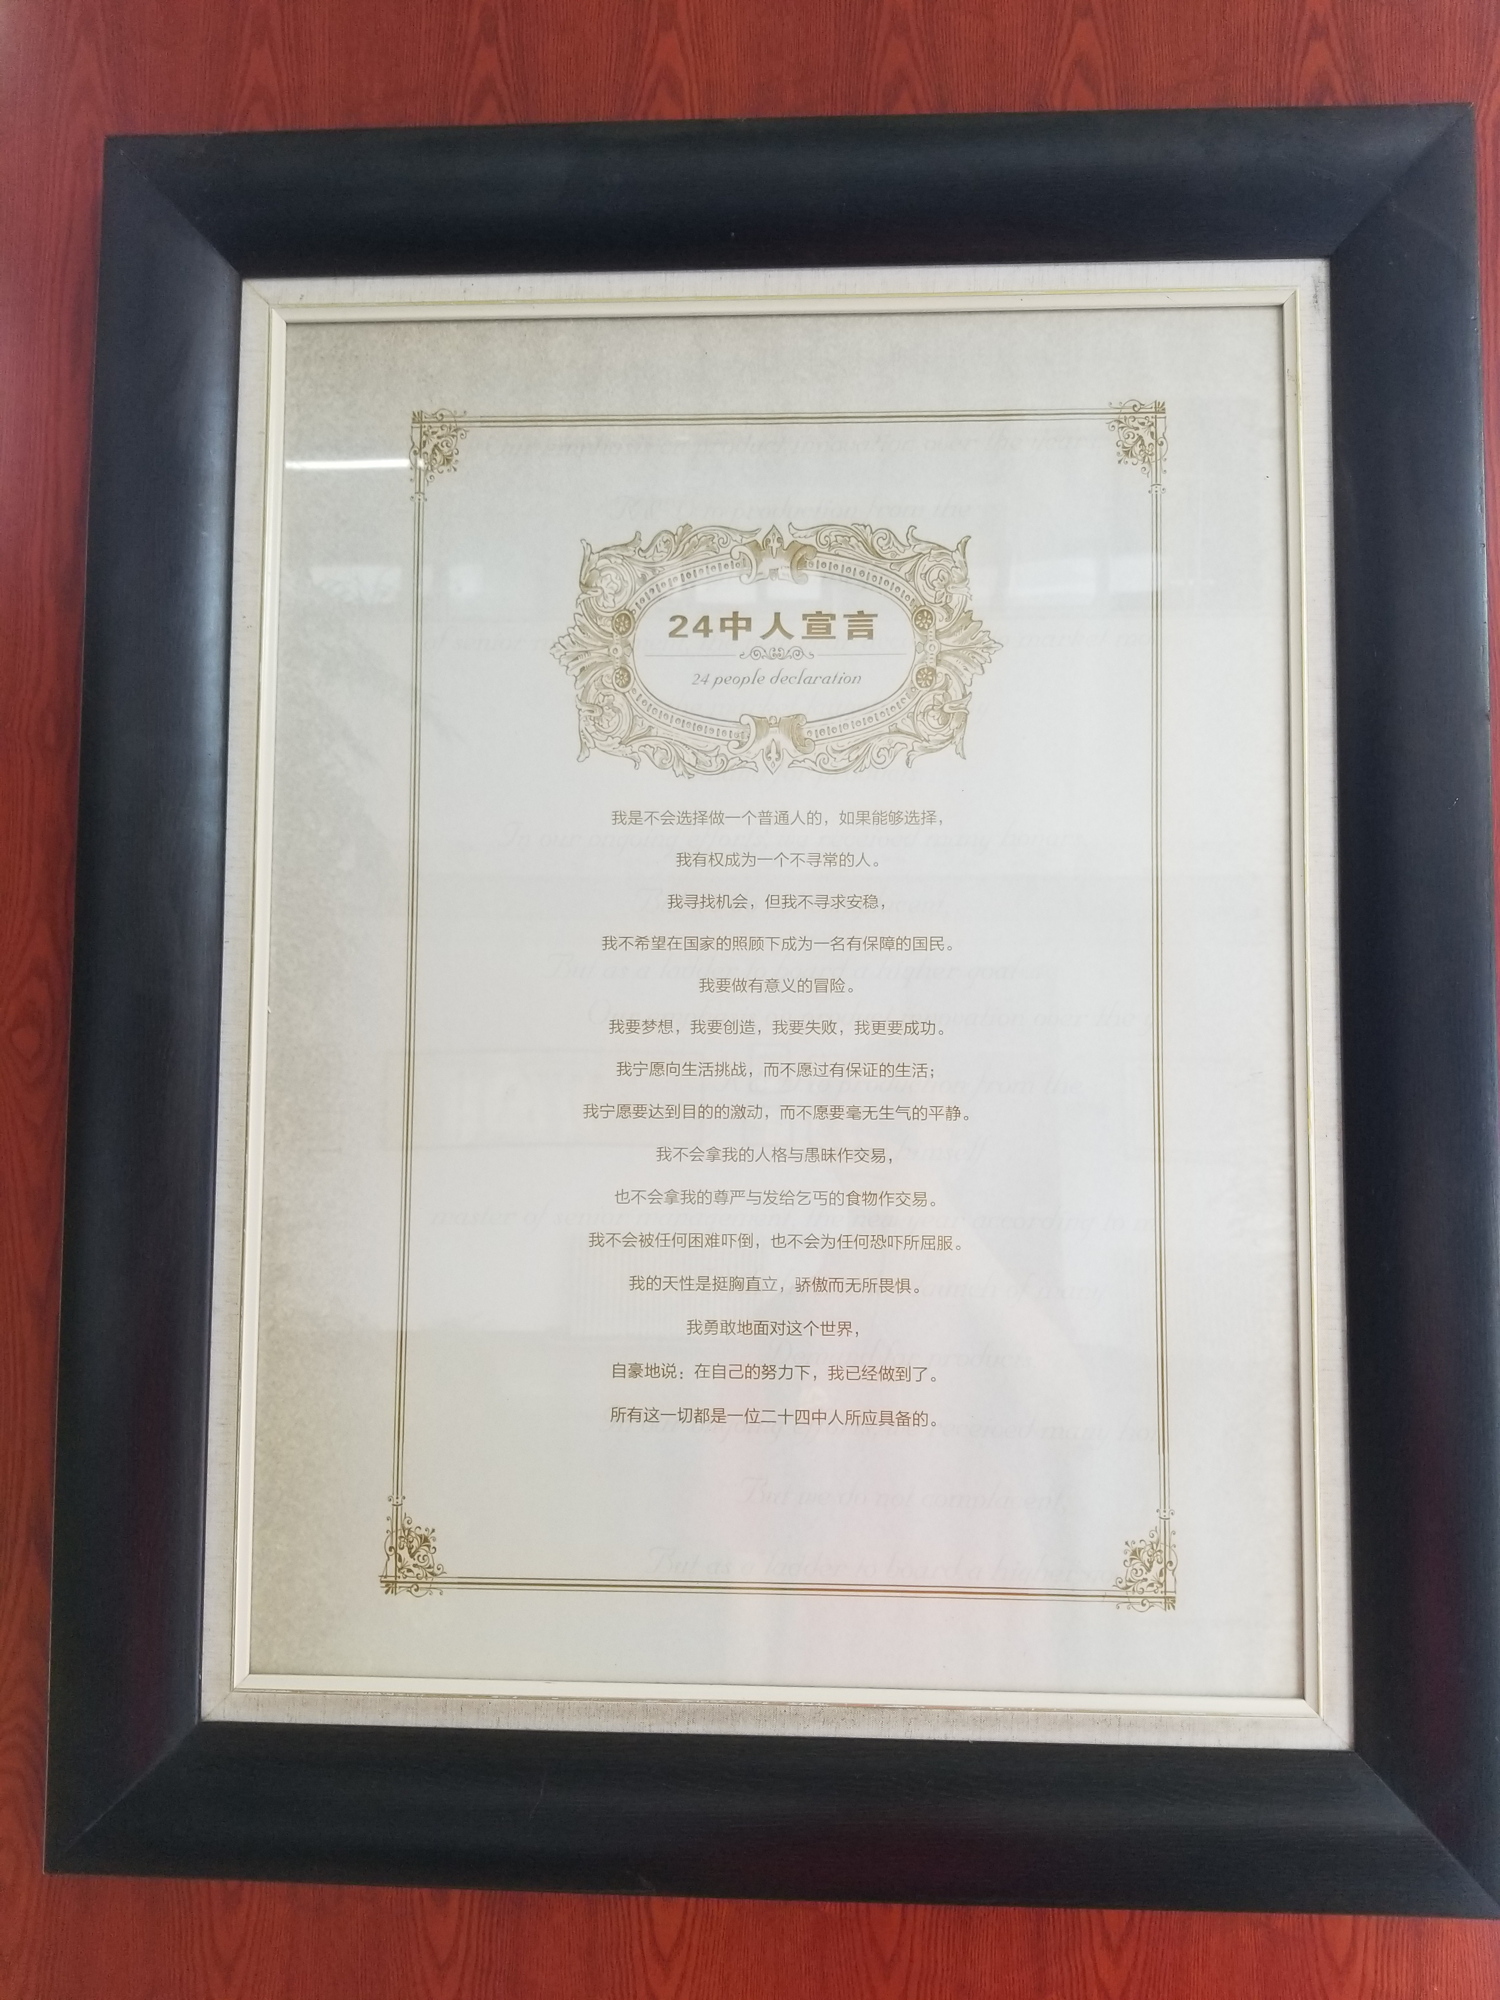 24中人宣言
24 people declaration
我是不会选择做一个普通人的，如果能够选择，
我有权成为一个不寻常的人。
我寻找机会，但我不寻求安稳，
我不希望在国家的照顾下成为一名有保障的国民。
我要做有意义的冒险。
我要梦想，我要创造，我要失败，我更要成功。
我宁愿向生活挑战，而不愿过有保证的生活；
我宁愿要达到目的的激动，而不愿要毫无生气的平静。
我不会拿我的人格与愚昧作交易，
也不会拿我的尊严与发给乞丐的食物作交易。
我不会被任何困难吓倒，也不会为任何恐吓所屈服。
我的天性是挺胸直立，骄傲而无所畏惧。
我勇敢地面对这个世界，
自豪地说：在自己的努力下，我已经做到了。
所有这一切都是一位二十四中人所应具备的。
But we do not complacent